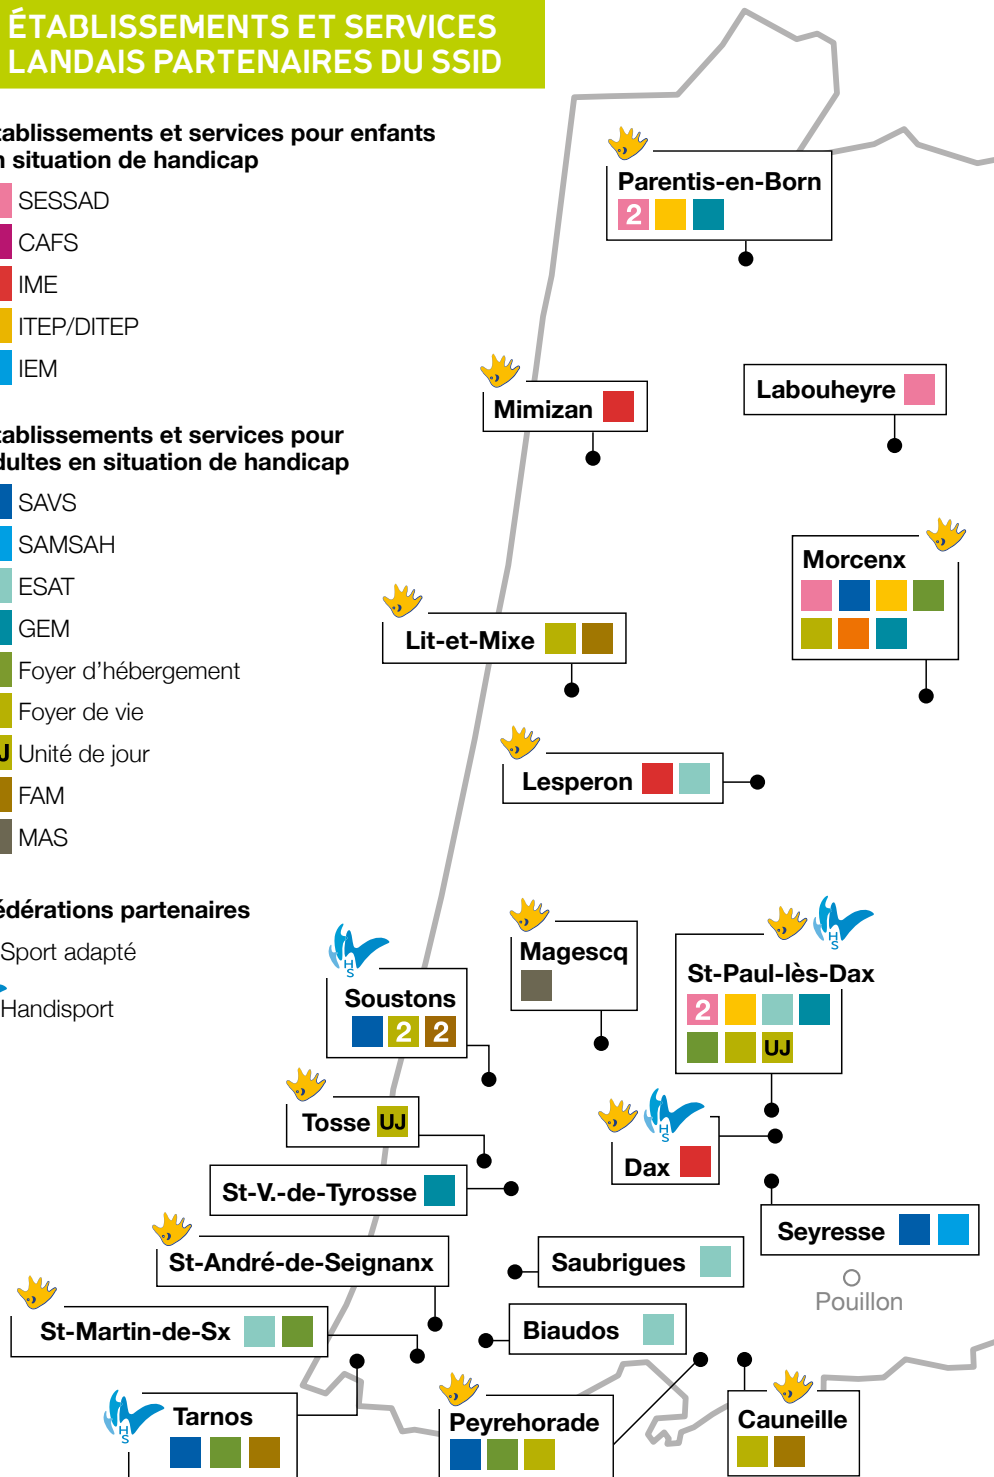 ÉTABLISSEMENTS ET SERVICES
LANDAIS PARTENAIRES DU SSID
tablissements et services pour enfants
n situation de handicap
SESSAD
CAFS
IME
ITEP/DITEP
IEM
tablissements et services pour
dultes en situation de handicap
SAVS
SAMSAH
ESAT
GEM
Foyer d'hébergement
Foyer de vie
J Unité de jour
FAM
MAS
édérations partenaires
Sport adapté
Handisport
Parentis-en-Born
2
Mimizan
Labouheyre
Morcenx
Lit-et-Mixe
Lesperon
Magescq
HS
St-Paul-lès-Dax
2
UJ
HS
Soustons
2 2
Tosse UJ
HS
Dax
St-V.-de-Tyrosse
Seyresse
St-André-de-Seignanx
Saubrigues
Pouillon
St-Martin-de-Sx
Biaudos
HS
Tarnos
Peyrehorade
Cauneille